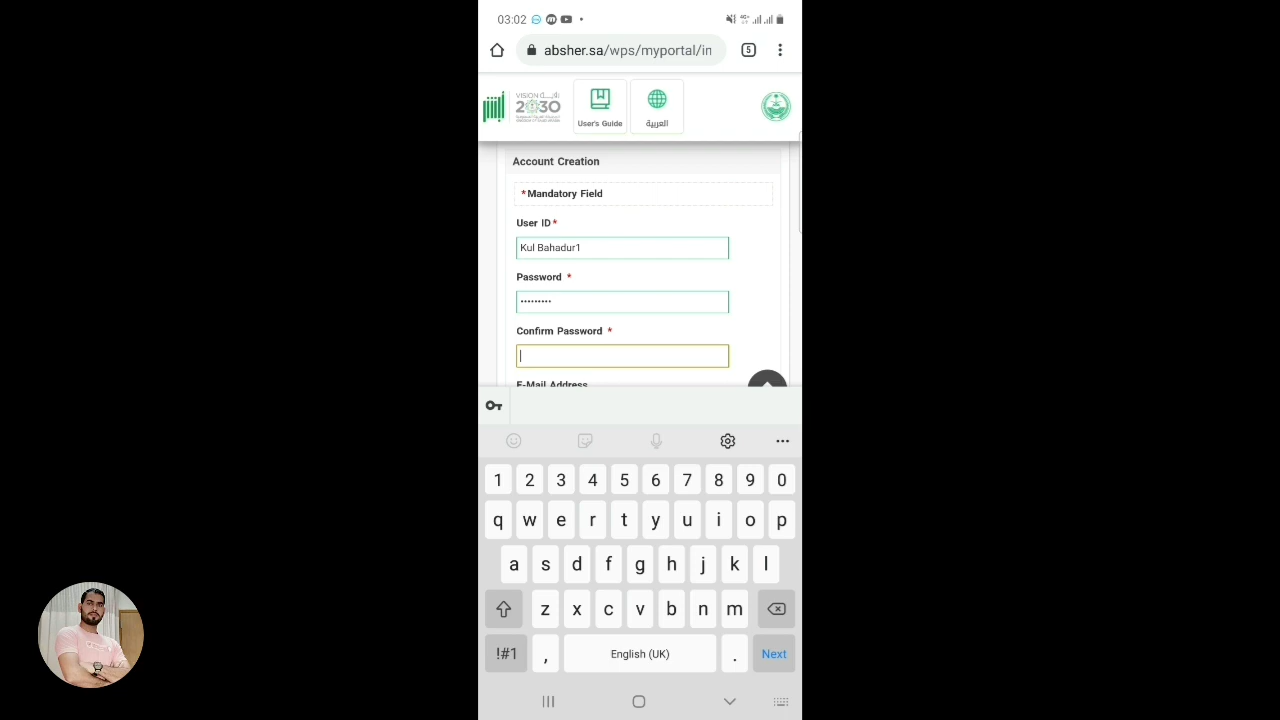 03:02
absher.sa/wps/myportal/in
5
أبشر
VISION رؤيــة
2030
User's Guide
العربية
Account Creation
*Mandatory Field
User ID*
Kul Bahadur1
Password *
•••••••••
Confirm Password *
E-Mail Address
1 2 3 4 5 6 7 8 9 0
q w e r t y u i o p
a s d f g h j k l
z x c v b n m
!#1 , English (UK) . Next